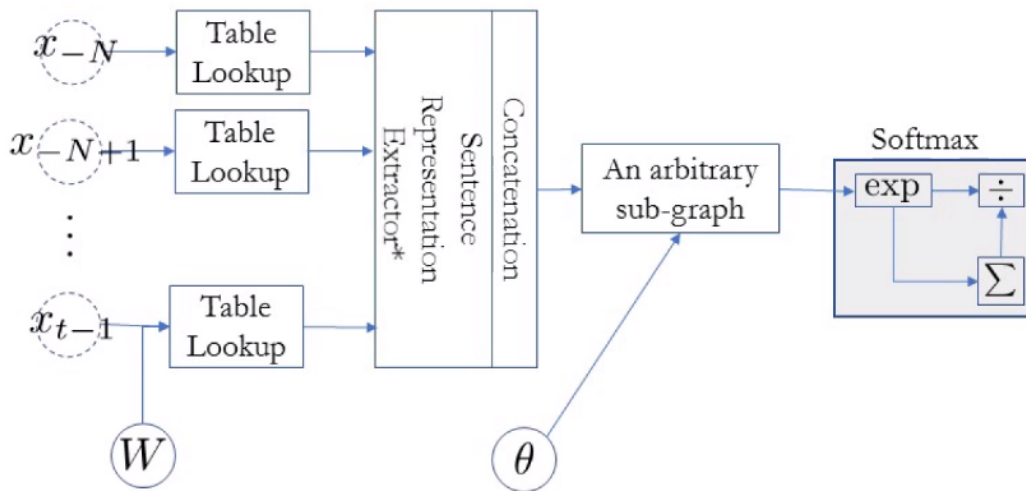 x_{-N}
Table
Lookup
x_{-N+1}
Table
Lookup
⋮
x_{t-1}
Table
Lookup
W
Sentence
Representation
Extractor*
Concatenation
An arbitrary
sub-graph
θ
Softmax
exp
÷
∑